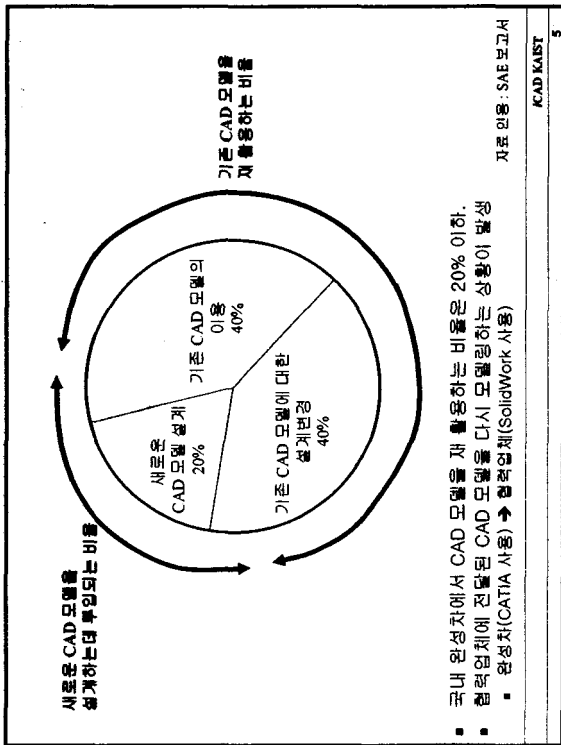 새로운 CAD 모델을
설계하는데 투입되는 비율
기존 CAD 모델을
재 활용하는 비율
새로운
CAD 모델 설계
20%
기존 CAD 모델의
이용
40%
기존 CAD 모델에 대한
설계변경
40%
▪ 국내 완성차에서 CAD 모델을 재 활용하는 비율은 20% 이하.
▪ 협력업체에 전달된 CAD 모델을 다시 모델링하는 상황이 발생
▪ 완성차(CATIA 사용) ➔ 협력업체(SolidWork 사용)
자료 인용 : SAE 보고서
iCAD KAIST
5